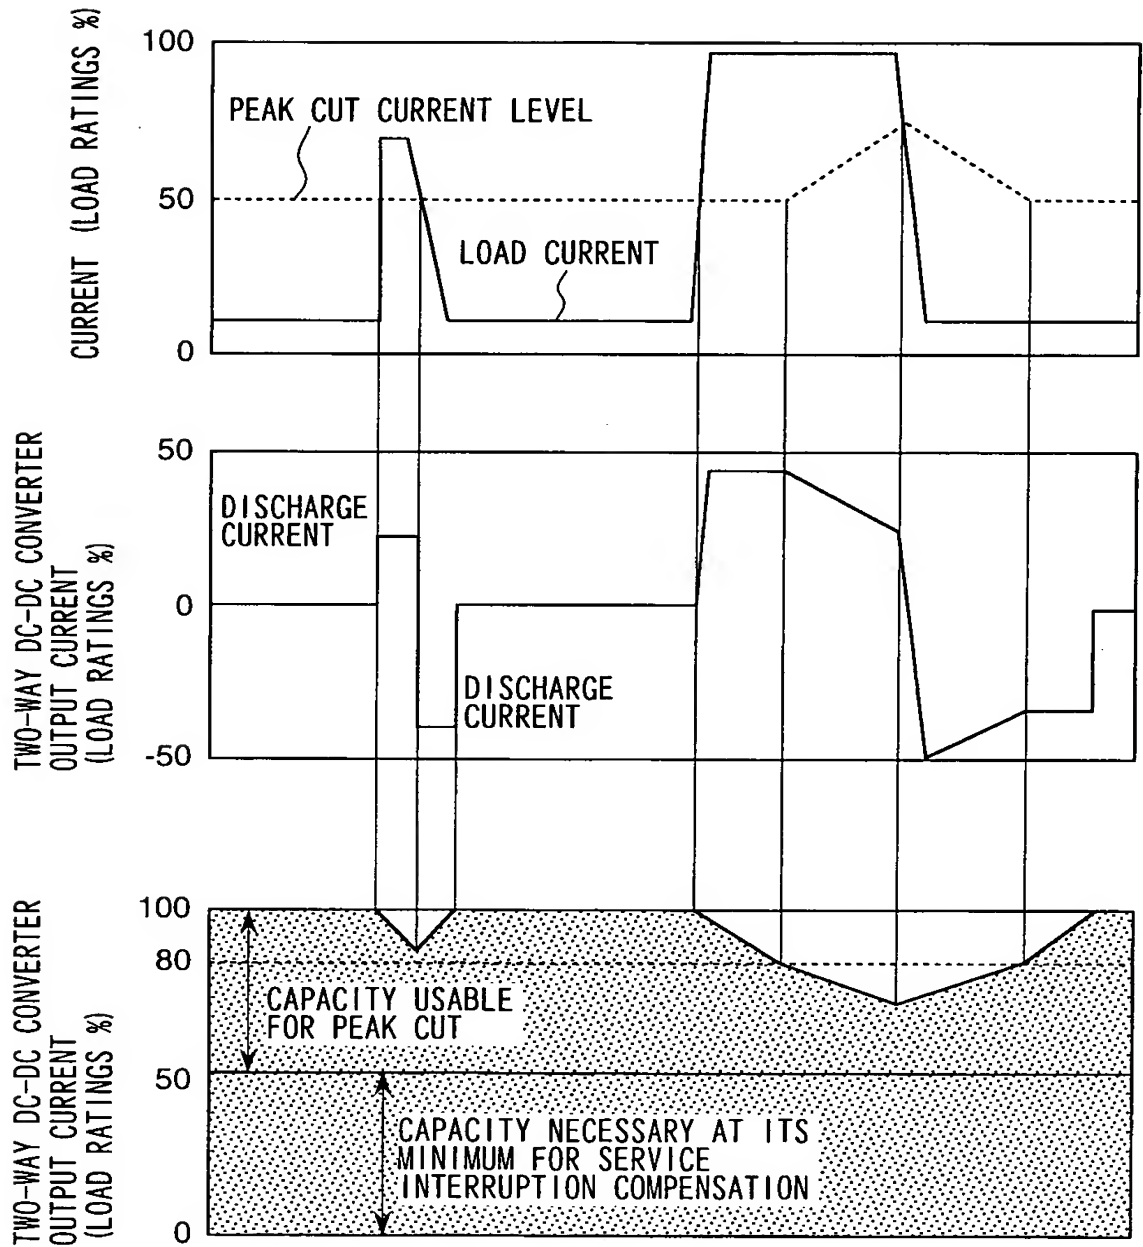 CURRENT (LOAD RATINGS %)
100
PEAK CUT CURRENT LEVEL
50
LOAD CURRENT
0
TWO-WAY DC-DC CONVERTER
OUTPUT CURRENT
(LOAD RATINGS %)
50
DISCHARGE
CURRENT
0
DISCHARGE
CURRENT
-50
TWO-WAY DC-DC CONVERTER
OUTPUT CURRENT
(LOAD RATINGS %)
100
80
CAPACITY USABLE
FOR PEAK CUT
50
CAPACITY NECESSARY AT ITS
MINIMUM FOR SERVICE
INTERRUPTION COMPENSATION
0